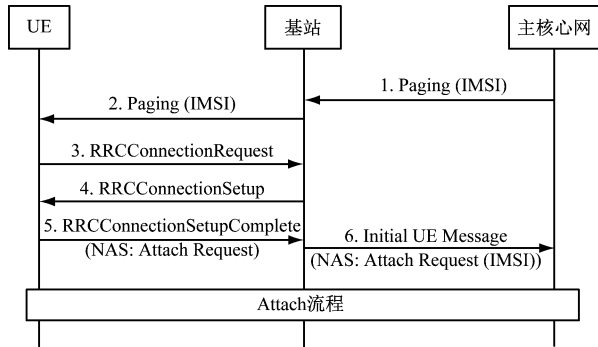 UE
基站
主核心网
1. Paging (IMSI)
2. Paging (IMSI)
3. RRCConnectionRequest
4. RRCConnectionSetup
5. RRCConnectionSetupComplete
(NAS: Attach Request)
6. Initial UE Message
(NAS: Attach Request (IMSI))
Attach流程